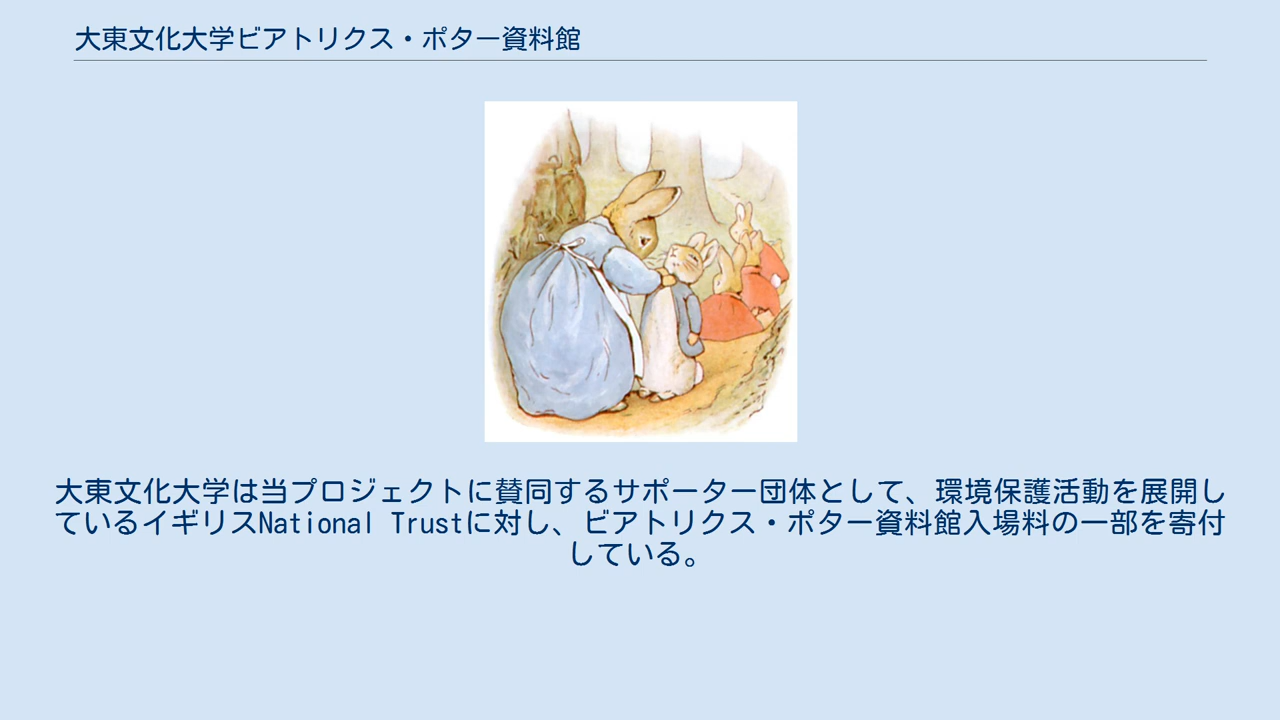 大東文化大学ビアトリクス・ポター資料館
大東文化大学は当プロジェクトに賛同するサポーター団体として、環境保護活動を展開し
ているイギリスNational Trustに対し、ビアトリクス・ポター資料館入場料の一部を寄付
している。